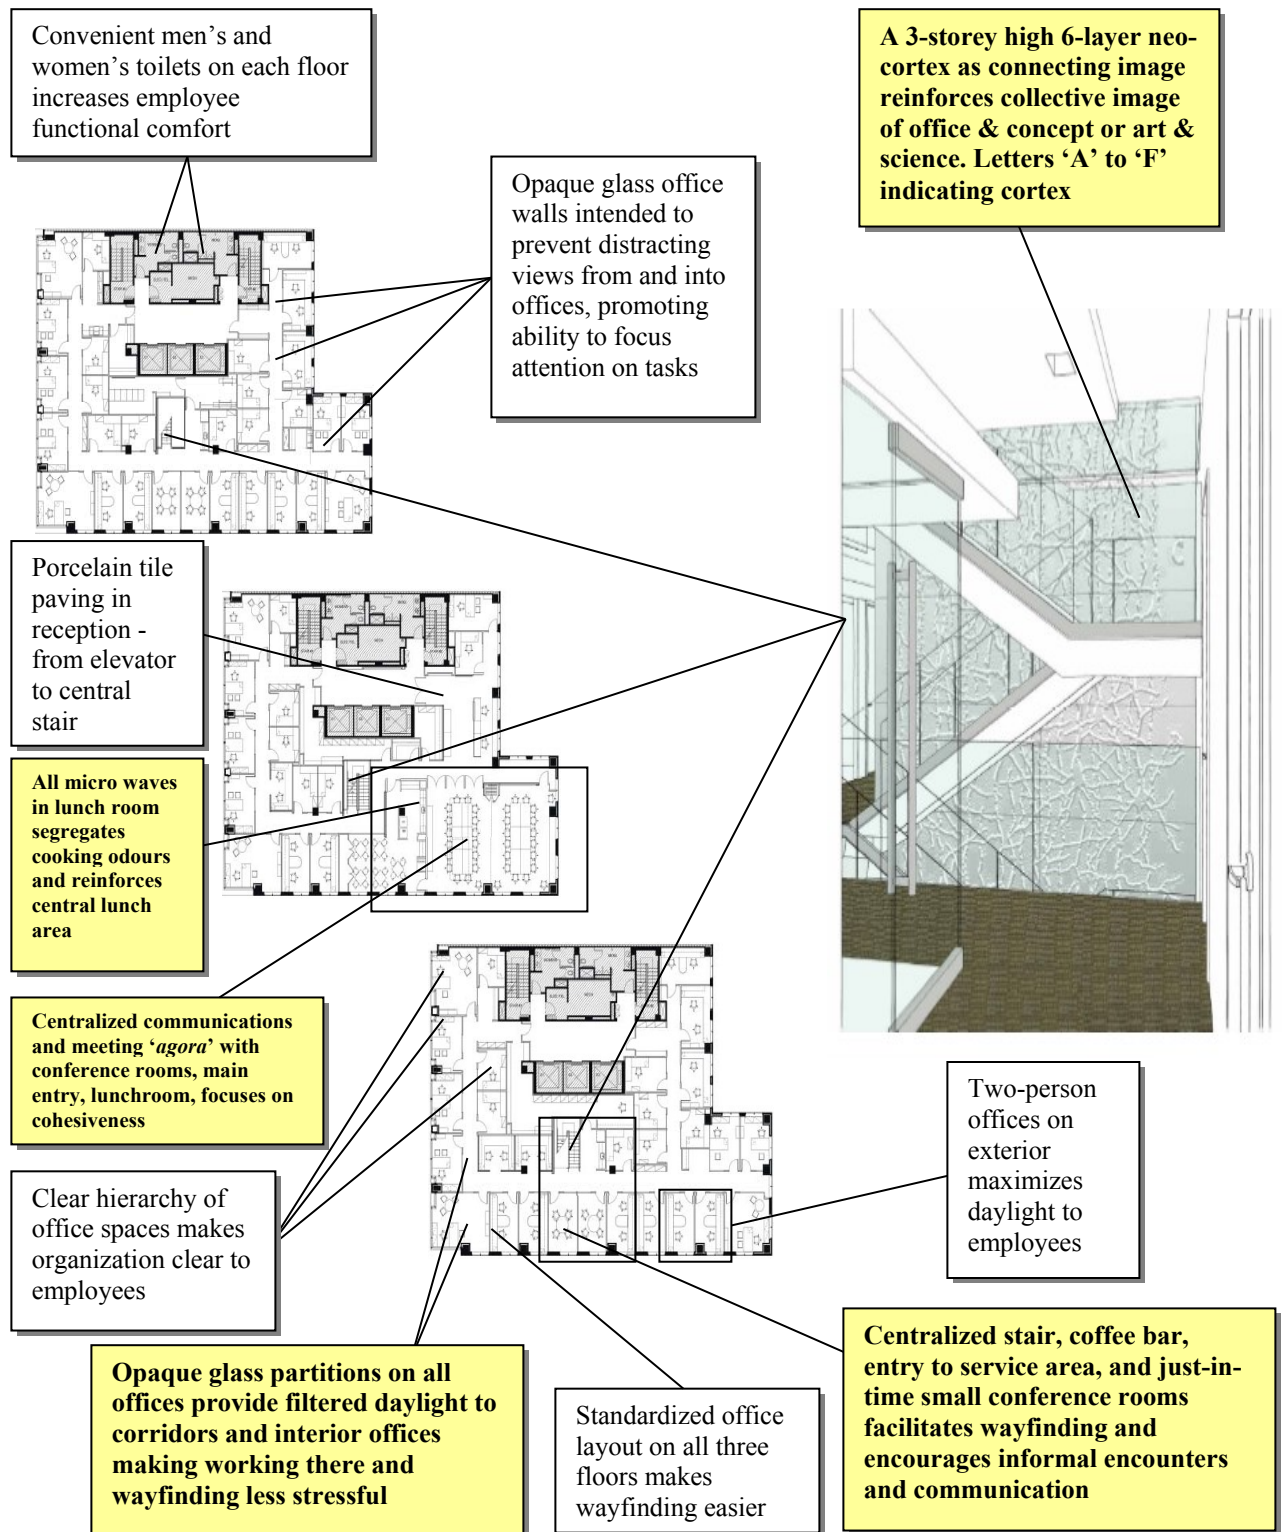 Convenient men’s and
women’s toilets on each floor
increases employee
functional comfort
A 3-storey high 6-layer neo-
cortex as connecting image
reinforces collective image
of office & concept or art &
science. Letters ‘A’ to ‘F’
indicating cortex
Opaque glass office
walls intended to
prevent distracting
views from and into
offices, promoting
ability to focus
attention on tasks
Porcelain tile
paving in
reception -
from elevator
to central
stair
All micro waves
in lunch room
segregates
cooking odours
and reinforces
central lunch
area
Centralized communications
and meeting ‘agora’ with
conference rooms, main
entry, lunchroom, focuses on
cohesiveness
Two-person
offices on
exterior
maximizes
daylight to
employees
Clear hierarchy of
office spaces makes
organization clear to
employees
Opaque glass partitions on all
offices provide filtered daylight to
corridors and interior offices
making working there and
wayfinding less stressful
Standardized office
layout on all three
floors makes
wayfinding easier
Centralized stair, coffee bar,
entry to service area, and just-in-
time small conference rooms
facilitates wayfinding and
encourages informal encounters
and communication